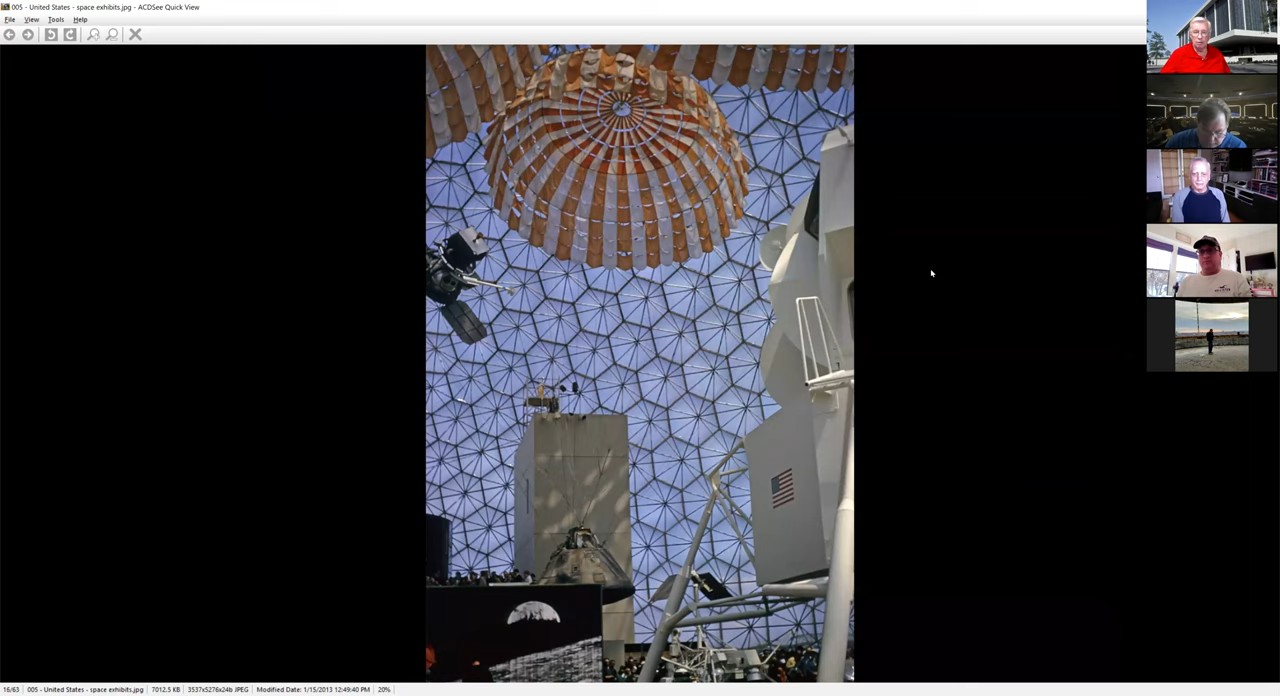 005 - United States - space exhibits.jpg - ACDSee Quick View
File View Tools Help
16/63 005 - United States - space exhibits.jpg 7012.5 KB 3537x5276x24b JPEG Modified Date: 1/15/2013 12:49:40 PM 20%